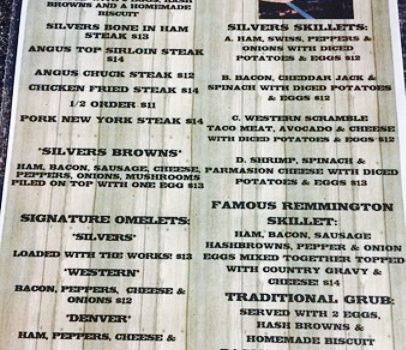 BROWNS AND A HOMEMADE
BISCUIT
SILVERS BONE IN HAM
STEAK $13
ANGUS TOP SIRLOIN STEAK
$14
ANGUS CHUCK STEAK $12
CHICKEN FRIED STEAK $14
1/2 ORDER $11
PORK NEW YORK STEAK $14
*SILVERS BROWNS*
HAM, BACON, SAUSAGE, CHEESE,
PEPPERS, ONIONS, MUSHROOMS
PILED ON TOP WITH ONE EGG $13
SIGNATURE OMELETS:
*SILVERS*
LOADED WITH THE WORKS! $13
*WESTERN*
BACON, PEPPERS, CHEESE &
ONIONS $12
*DENVER*
HAM, PEPPERS, CHEESE &
SILVERS SKILLETS:
A. HAM, SWISS, PEPPERS &
ONIONS WITH DICED
POTATOES & EGGS $12
B. BACON, CHEDDAR JACK &
SPINACH WITH DICED POTATOES
& EGGS $12
C. WESTERN SCRAMBLE
TACO MEAT, AVOCADO & CHEESE
WITH DICED POTATOES & EGGS $12
D. SHRIMP, SPINACH &
PARMASION CHEESE WITH DICED
POTATOES & EGGS $13
FAMOUS REMMINGTON
SKILLET:
HAM, BACON, SAUSAGE
HASHBROWNS, PEPPER & ONION
EGGS MIXED TOGETHER TOPPED
WITH COUNTRY GRAVY &
CHEESE! $14
TRADITIONAL GRUB:
SERVED WITH 2 EGGS,
HASH BROWNS &
HOMEMADE BISCUIT